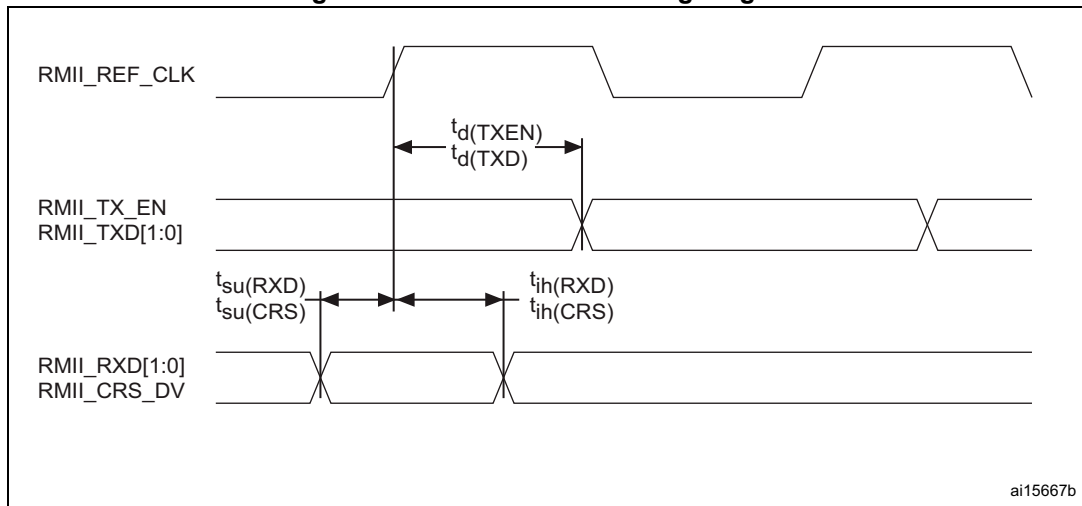 RMII_REF_CLK
td(TXEN)
td(TXD)
RMII_TX_EN
RMII_TXD[1:0]
tsu(RXD)
tsu(CRS)
tih(RXD)
tih(CRS)
RMII_RXD[1:0]
RMII_CRS_DV
ai15667b